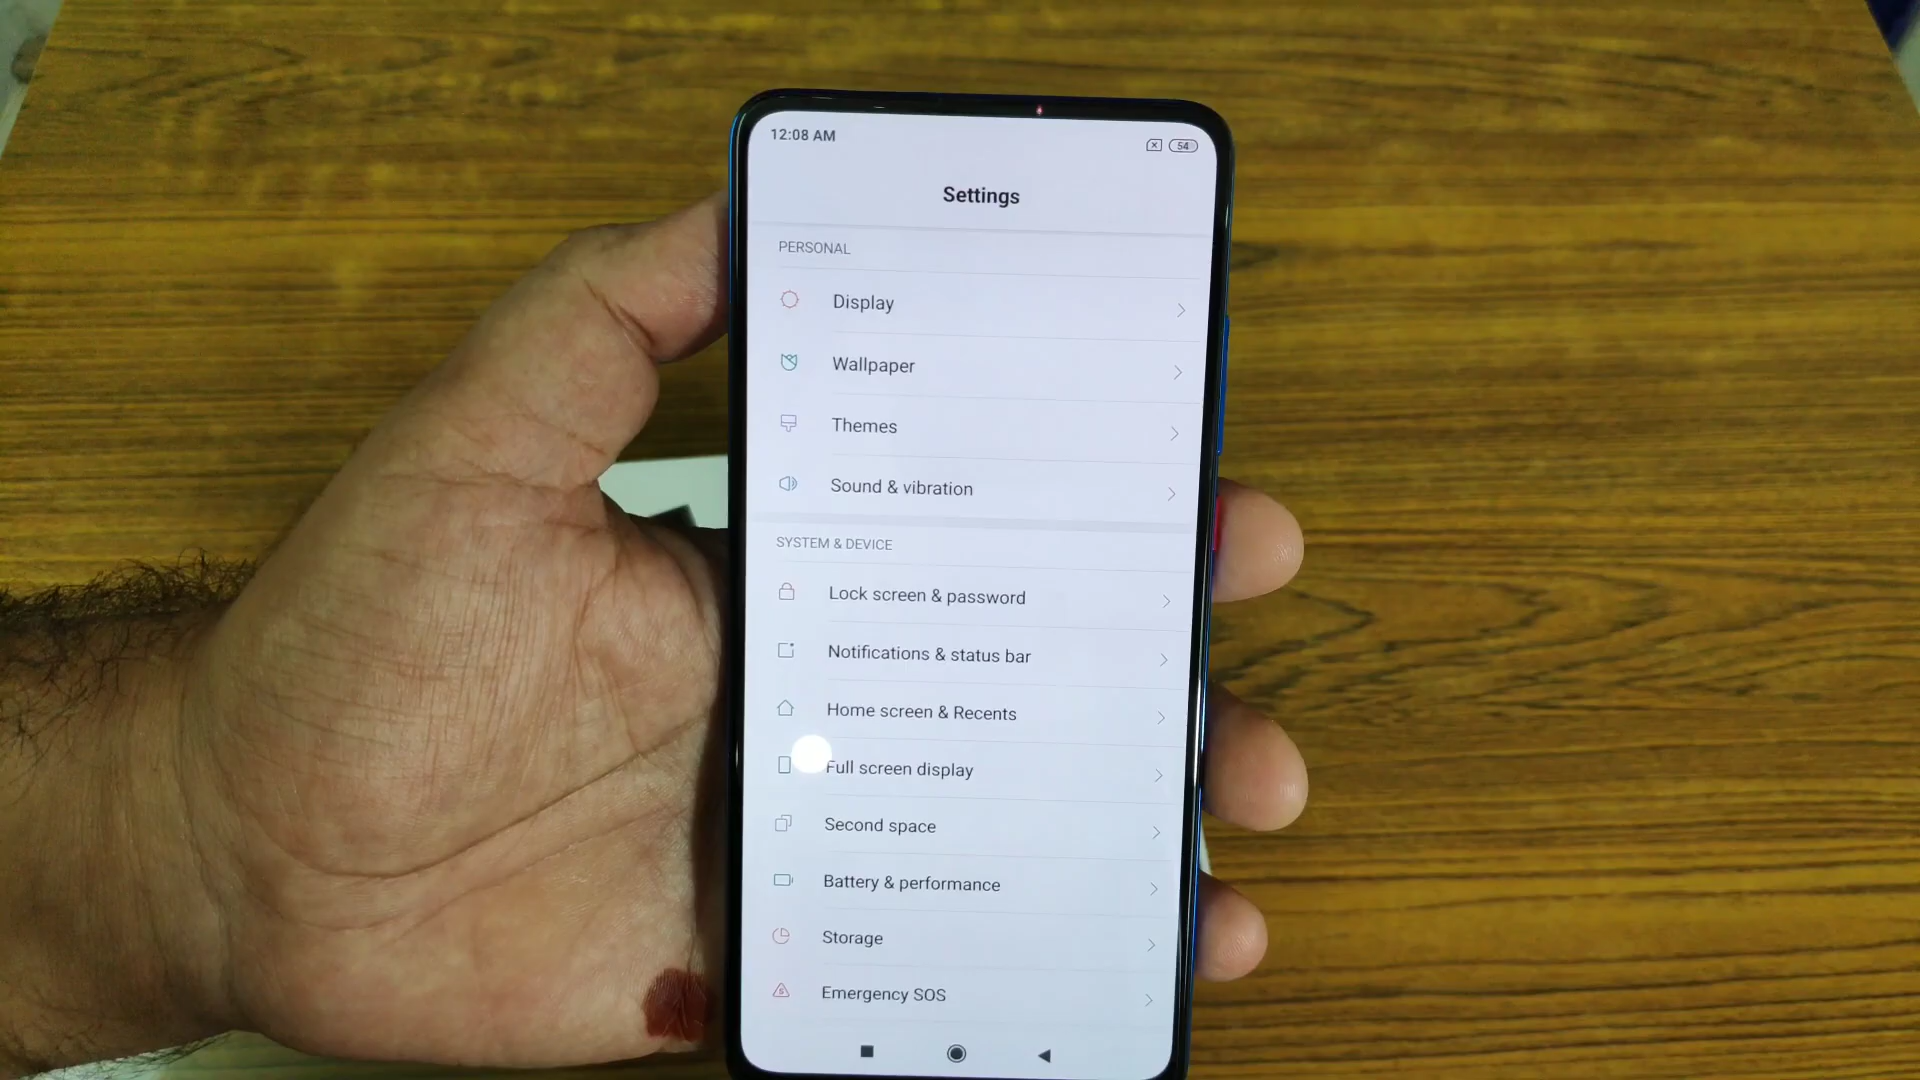 12:08 AM
54
Settings
PERSONAL
Display
Wallpaper
Themes
Sound & vibration
SYSTEM & DEVICE
Lock screen & password
Notifications & status bar
Home screen & Recents
Full screen display
Second space
Battery & performance
Storage
Emergency SOS